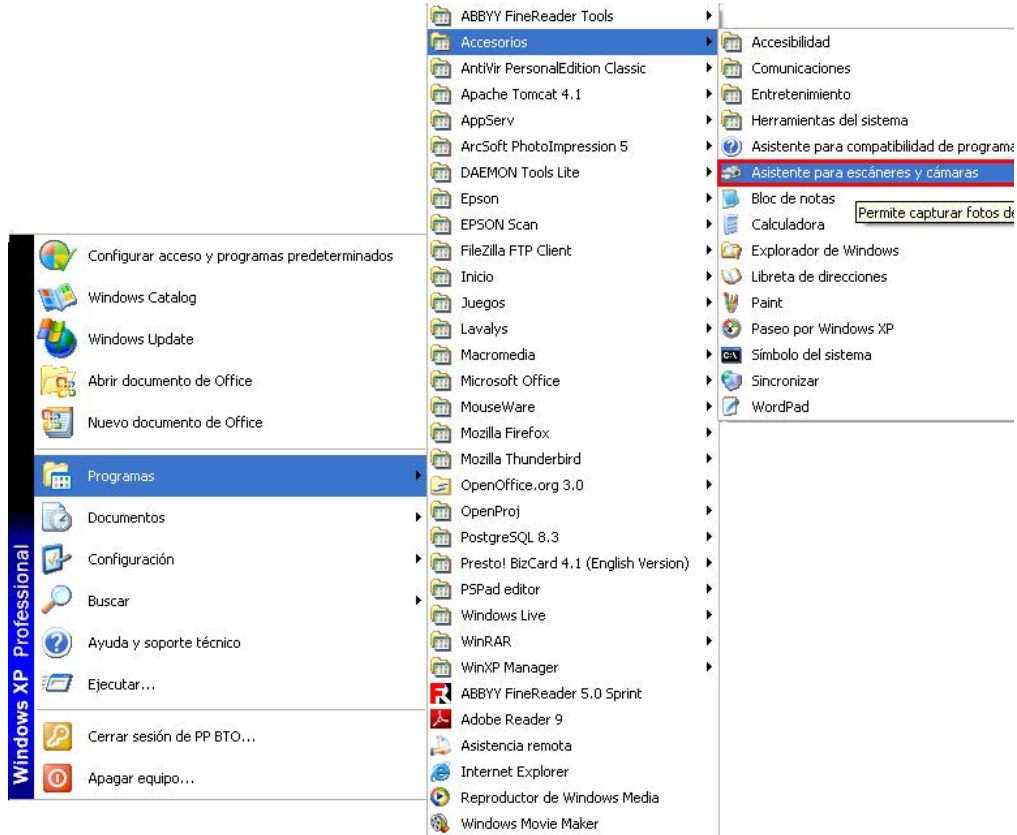 Configurar acceso y programas predeterminados
Windows Catalog
Windows Update
Abrir documento de Office
Nuevo documento de Office
Programas
Documentos
Configuración
Buscar
Ayuda y soporte técnico
Ejecutar...
Cerrar sesión de PP BTO...
Apagar equipo...
Windows XP Professional
ABBYY FineReader Tools
Accesorios
AntiVir PersonalEdition Classic
Apache Tomcat 4.1
AppServ
ArcSoft PhotoImpression 5
DAEMON Tools Lite
Epson
EPSON Scan
FileZilla FTP Client
Inicio
Juegos
Lavalys
Macromedia
Microsoft Office
MouseWare
Mozilla Firefox
Mozilla Thunderbird
OpenOffice.org 3.0
OpenProj
PostgreSQL 8.3
Presto! BizCard 4.1 (English Version)
PSPad editor
Windows Live
WinRAR
WinXP Manager
ABBYY FineReader 5.0 Sprint
Adobe Reader 9
Asistencia remota
Internet Explorer
Reproductor de Windows Media
Windows Movie Maker
Accesibilidad
Comunicaciones
Entretenimiento
Herramientas del sistema
Asistente para compatibilidad de programa
Asistente para escáneres y cámaras
Bloc de notas
Permite capturar fotos de
Calculadora
Explorador de Windows
Libreta de direcciones
Paint
Paseo por Windows XP
Símbolo del sistema
Sincronizar
WordPad